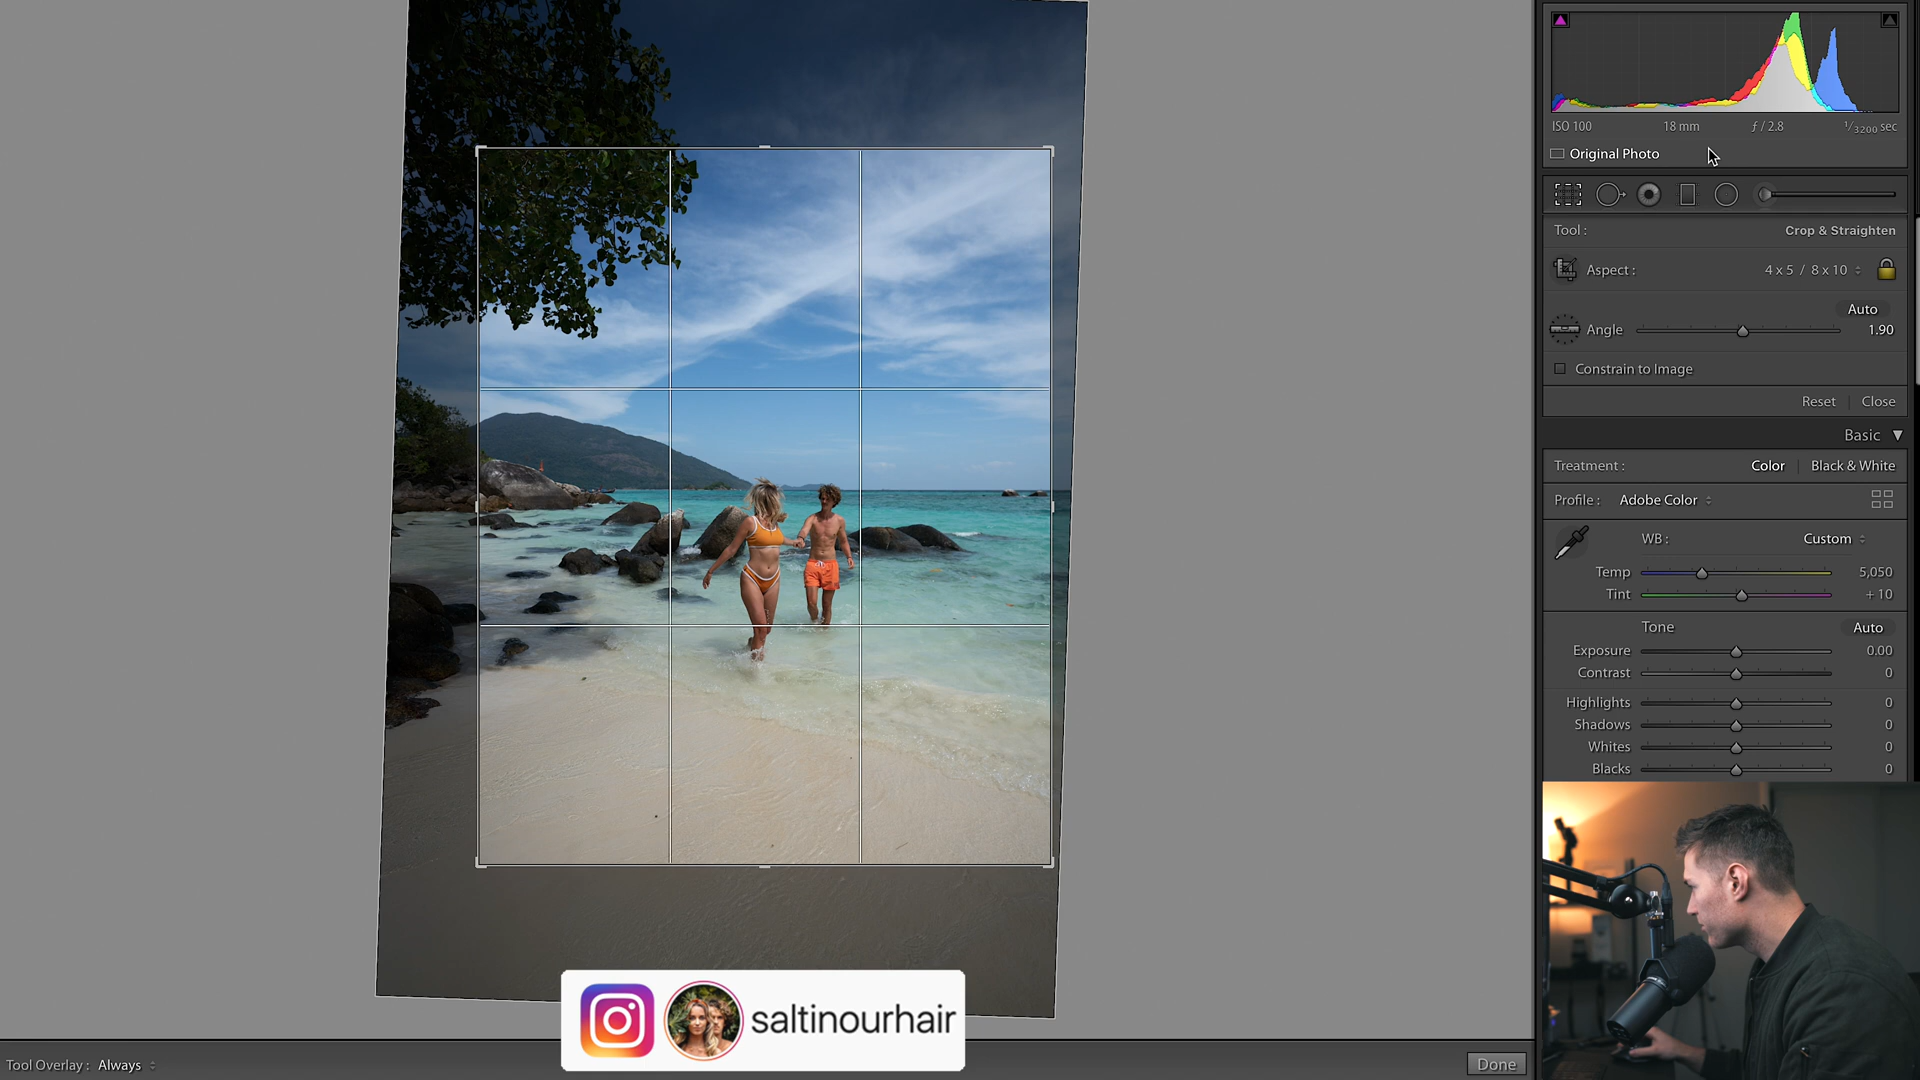 ISO 100 18 mm ƒ / 2.8 1/3200 sec
Original Photo
Tool : Crop & Straighten
Aspect : 4 x 5 / 8 x 10
Auto
Angle 1.90
Constrain to Image
Reset Close
Basic
Treatment : Color Black & White
Profile : Adobe Color
WB : Custom
Temp 5,050
Tint + 10
Tone Auto
Exposure 0.00
Contrast 0
Highlights 0
Shadows 0
Whites 0
Blacks 0
saltinourhair
Tool Overlay : Always Done